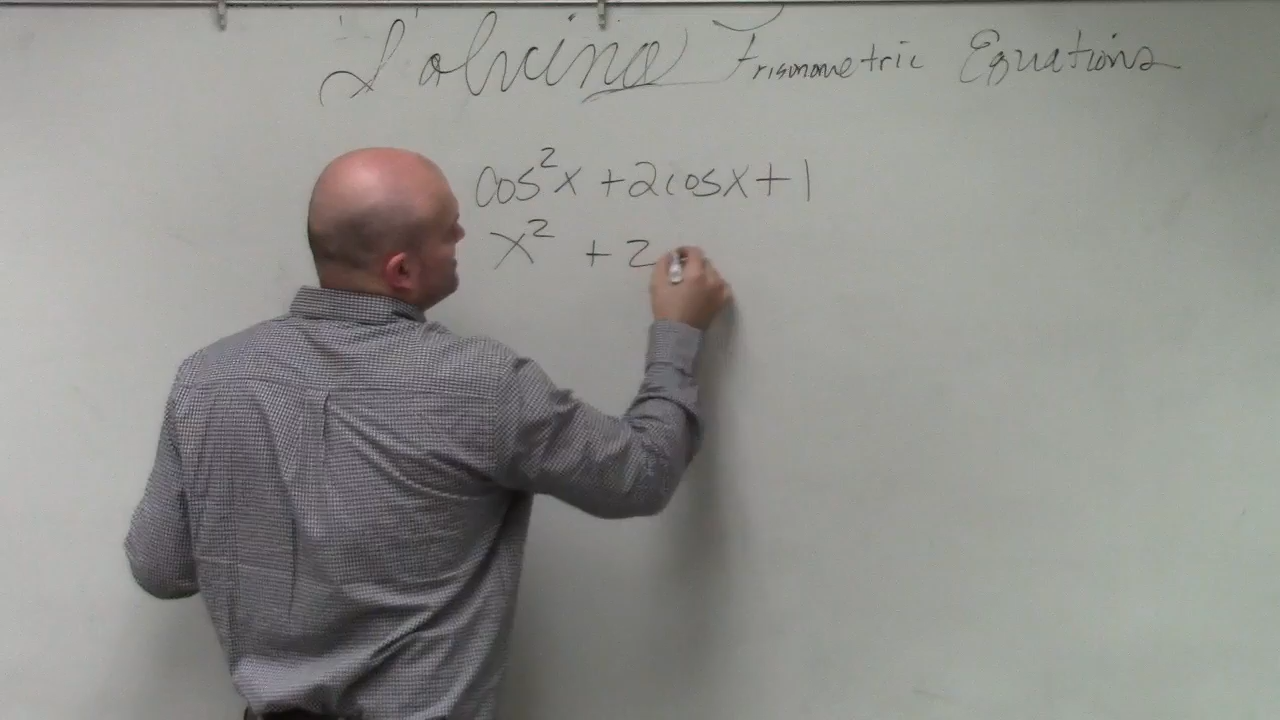 Solving Trigonometric Equations
cos²x + 2cosx + 1
x² + 2